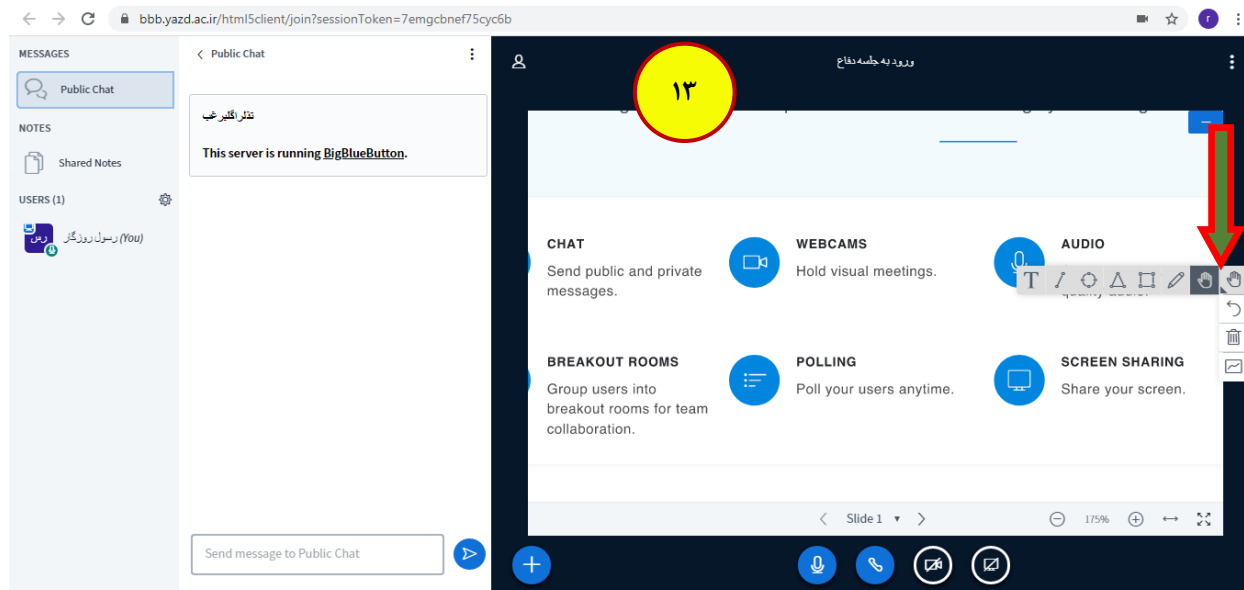 bbb.yazd.ac.ir/html5client/join?sessionToken=7emgcbnef75cyc6b
r
MESSAGES
Public Chat
NOTES
Shared Notes
USERS (1)
رس
رسول روزگار (You)
Public Chat
This server is running BigBlueButton.
Send message to Public Chat
ورود به جلسه دفاع
۱۳
CHAT
Send public and private
messages.
WEBCAMS
Hold visual meetings.
AUDIO
quality audio.
T
BREAKOUT ROOMS
Group users into
breakout rooms for team
collaboration.
POLLING
Poll your users anytime.
SCREEN SHARING
Share your screen.
Slide 1
175%